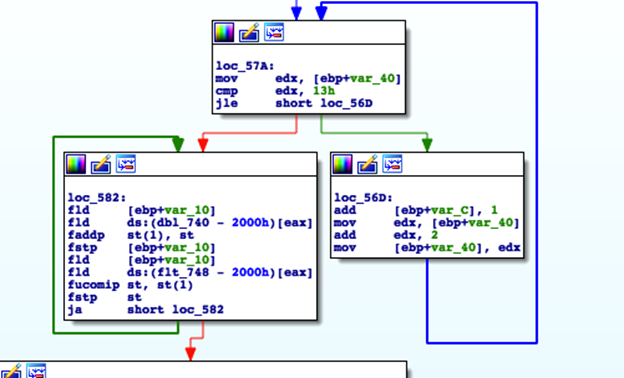 loc_57A:
mov edx, [ebp+var_40]
cmp edx, 13h
jle short loc_56D
loc_582:
fld [ebp+var_10]
fld ds:(dbl_740 - 2000h)[eax]
faddp st(1), st
fstp [ebp+var_10]
fld [ebp+var_10]
fld ds:(flt_748 - 2000h)[eax]
fucomip st, st(1)
fstp st
ja short loc_582
loc_56D:
add [ebp+var_C], 1
mov edx, [ebp+var_40]
add edx, 2
mov [ebp+var_40], edx